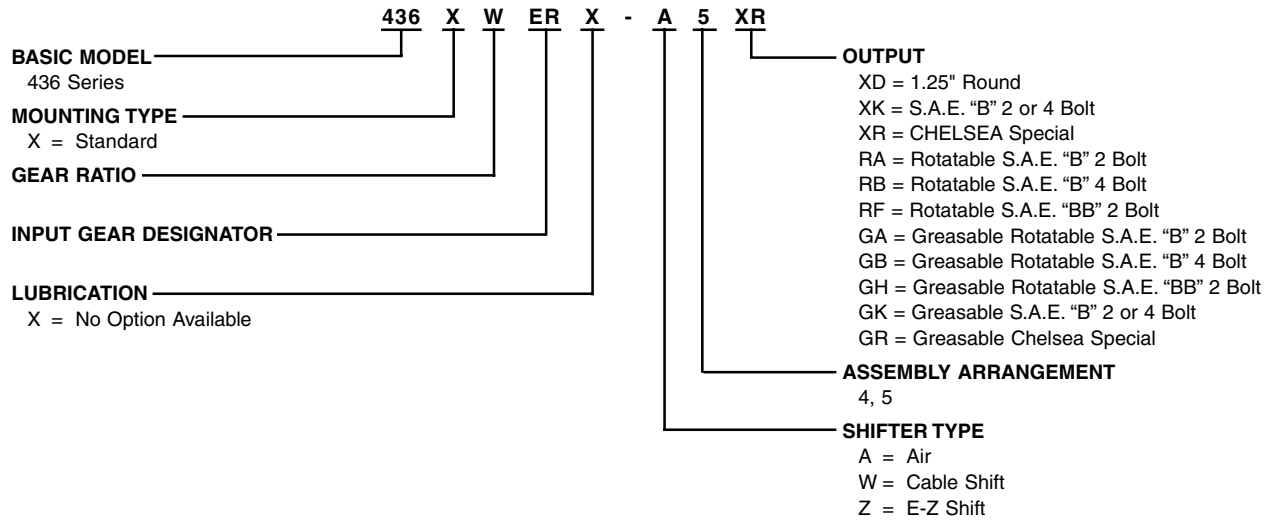 436 X W ER X - A 5 XR
BASIC MODEL
436 Series
MOUNTING TYPE
X = Standard
GEAR RATIO
INPUT GEAR DESIGNATOR
LUBRICATION
X = No Option Available
OUTPUT
XD = 1.25" Round
XK = S.A.E. “B” 2 or 4 Bolt
XR = CHELSEA Special
RA = Rotatable S.A.E. “B” 2 Bolt
RB = Rotatable S.A.E. “B” 4 Bolt
RF = Rotatable S.A.E. “BB” 2 Bolt
GA = Greasable Rotatable S.A.E. “B” 2 Bolt
GB = Greasable Rotatable S.A.E. “B” 4 Bolt
GH = Greasable Rotatable S.A.E. “BB” 2 Bolt
GK = Greasable S.A.E. “B” 2 or 4 Bolt
GR = Greasable Chelsea Special
ASSEMBLY ARRANGEMENT
4, 5
SHIFTER TYPE
A = Air
W = Cable Shift
Z = E-Z Shift